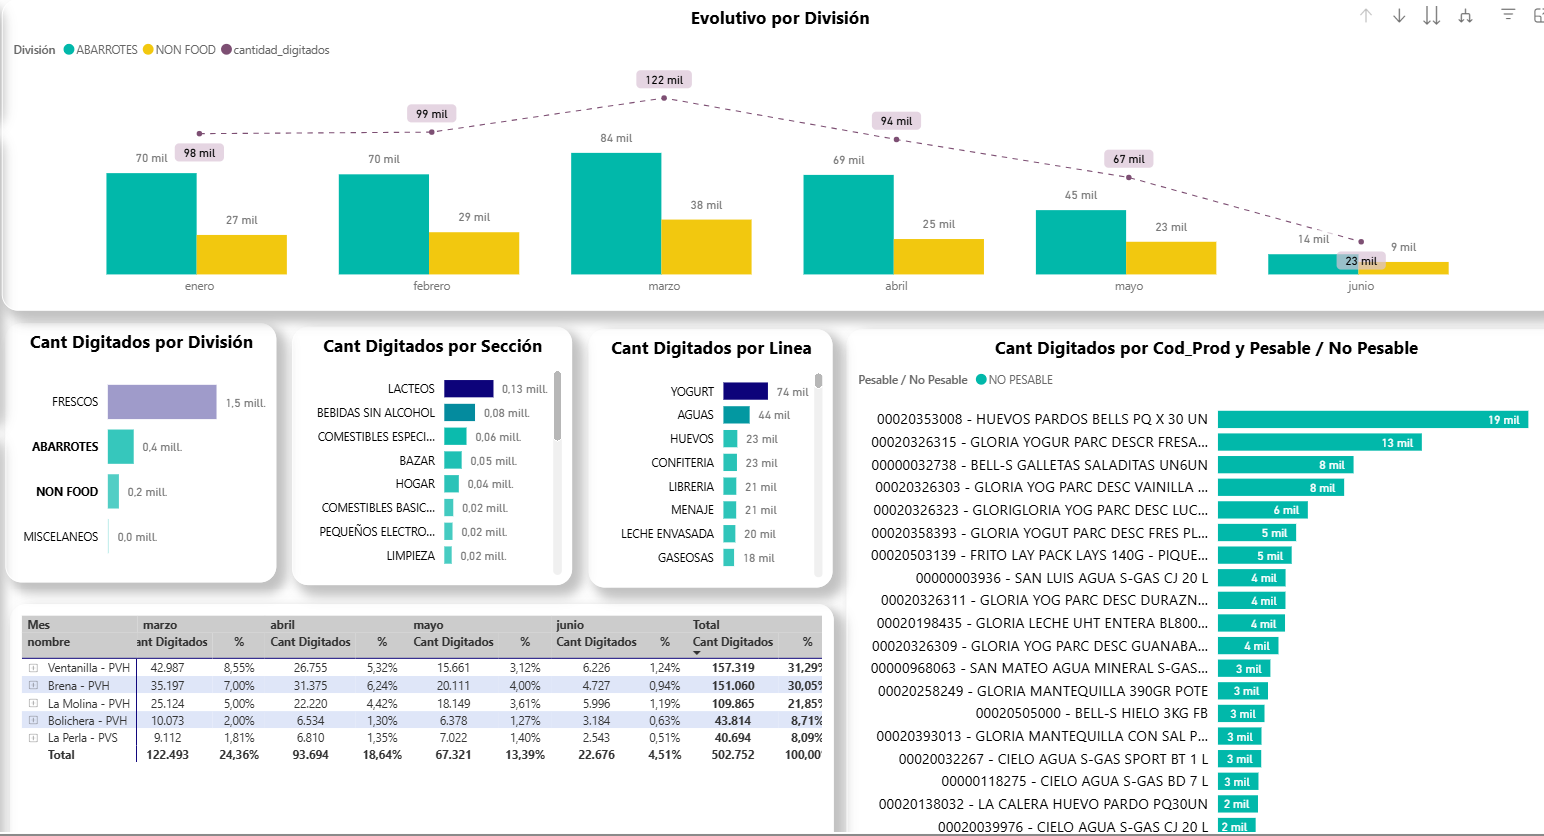 Evolutivo por División
División ABARROTES NON FOOD cantidad_digitados
122 mil
99 mil
94 mil
98 mil
67 mil
70 mil
70 mil
84 mil
69 mil
45 mil
14 mil
27 mil
29 mil
38 mil
25 mil
23 mil
9 mil
23 mil
enero febrero marzo abril mayo junio
Cant Digitados por División
FRESCOS 1,5 mill.
ABARROTES 0,4 mill.
NON FOOD 0,2 mill.
MISCELANEOS 0,0 mill.
Cant Digitados por Sección
LACTEOS 0,13 mill.
BEBIDAS SIN ALCOHOL 0,08 mill.
COMESTIBLES ESPECI... 0,06 mill.
BAZAR 0,05 mill.
HOGAR 0,04 mill.
COMESTIBLES BASIC... 0,02 mill.
PEQUEÑOS ELECTRO... 0,02 mill.
LIMPIEZA 0,02 mill.
Cant Digitados por Linea
YOGURT 74 mil
AGUAS 44 mil
HUEVOS 23 mil
CONFITERIA 23 mil
LIBRERIA 21 mil
MENAJE 21 mil
LECHE ENVASADA 20 mil
GASEOSAS 18 mil
Cant Digitados por Cod_Prod y Pesable / No Pesable
Pesable / No Pesable NO PESABLE
00020353008 - HUEVOS PARDOS BELLS PQ X 30 UN 19 mil
00020326315 - GLORIA YOGUR PARC DESCR FRESA... 13 mil
00000032738 - BELL-S GALLETAS SALADITAS UN6UN 8 mil
00020326303 - GLORIA YOG PARC DESC VAINILLA ... 8 mil
00020326323 - GLORIGLORIA YOG PARC DESC LUC... 6 mil
00020358393 - GLORIA YOGUT PARC DESC FRES PL... 5 mil
00020503139 - FRITO LAY PACK LAYS 140G - PIQUE... 5 mil
00000003936 - SAN LUIS AGUA S-GAS CJ 20 L 4 mil
00020326311 - GLORIA YOG PARC DESC DURAZN... 4 mil
00020198435 - GLORIA LECHE UHT ENTERA BL800... 4 mil
00020326309 - GLORIA YOG PARC DESC GUANABA... 4 mil
00000968063 - SAN MATEO AGUA MINERAL S-GAS... 3 mil
00020258249 - GLORIA MANTEQUILLA 390GR POTE 3 mil
00020505000 - BELL-S HIELO 3KG FB 3 mil
00020393013 - GLORIA MANTEQUILLA CON SAL P... 3 mil
00020032267 - CIELO AGUA S-GAS SPORT BT 1 L 3 mil
00000118275 - CIELO AGUA S-GAS BD 7 L 3 mil
00020138032 - LA CALERA HUEVO PARDO PQ30UN 2 mil
00020039976 - CIELO AGUA S-GAS CJ 20 L 2 mil
Mes marzo abril mayo junio Total
nombre ant Digitados % Cant Digitados % Cant Digitados % Cant Digitados % Cant Digitados %
Ventanilla - PVH 42.987 8,55% 26.755 5,32% 15.661 3,12% 6.226 1,24% 157.319 31,29%
Brena - PVH 35.197 7,00% 31.375 6,24% 20.111 4,00% 4.727 0,94% 151.060 30,05%
La Molina - PVH 25.124 5,00% 22.220 4,42% 18.149 3,61% 5.996 1,19% 109.865 21,85%
Bolichera - PVH 10.073 2,00% 6.534 1,30% 6.378 1,27% 3.184 0,63% 43.814 8,71%
La Perla - PVS 9.112 1,81% 6.810 1,35% 7.022 1,40% 2.543 0,51% 40.694 8,09%
Total 122.493 24,36% 93.694 18,64% 67.321 13,39% 22.676 4,51% 502.752 100,00